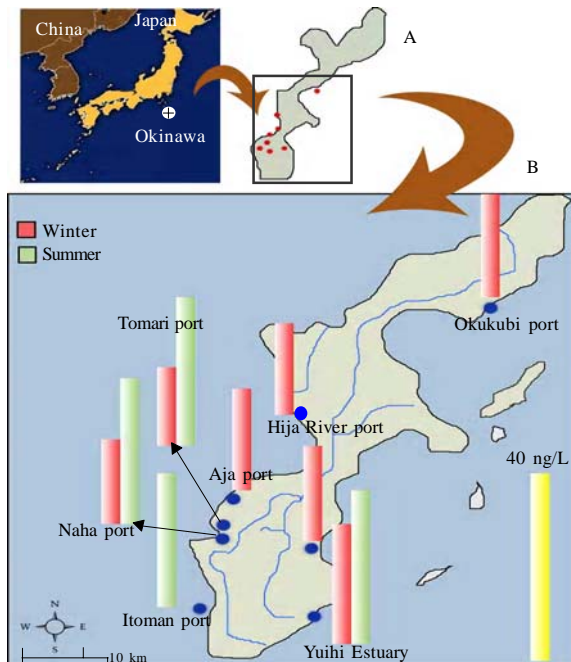 China
Japan
Okinawa
A
B
Winter
Summer
Tomari port
Okukubi port
Hija River port
Aja port
40 ng/L
Naha port
Itoman port
Yuihi Estuary
N
W E
S
10 km